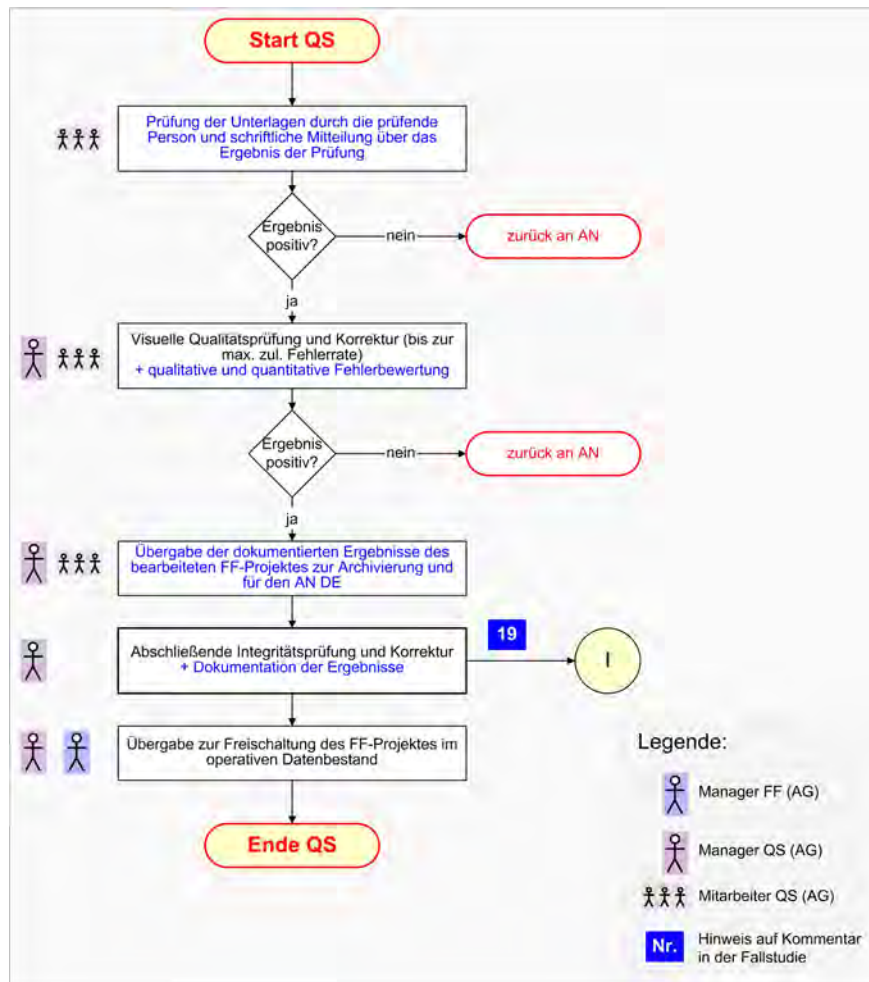 Start QS
Prüfung der Unterlagen durch die prüfende
Person und schriftliche Mitteilung über das
Ergebnis der Prüfung
Ergebnis
positiv?
nein
zurück an AN
ja
Visuelle Qualitätsprüfung und Korrektur (bis zur
max. zul. Fehlerrate)
+ qualitative und quantitative Fehlerbewertung
Ergebnis
positiv?
nein
zurück an AN
ja
Übergabe der dokumentierten Ergebnisse des
bearbeiteten FF-Projektes zur Archivierung und
für den AN DE
Abschließende Integritätsprüfung und Korrektur
+ Dokumentation der Ergebnisse
19
I
Übergabe zur Freischaltung des FF-Projektes im
operativen Datenbestand
Ende QS
Legende:
Manager FF (AG)
Manager QS (AG)
Mitarbeiter QS (AG)
Nr.
Hinweis auf Kommentar
in der Fallstudie